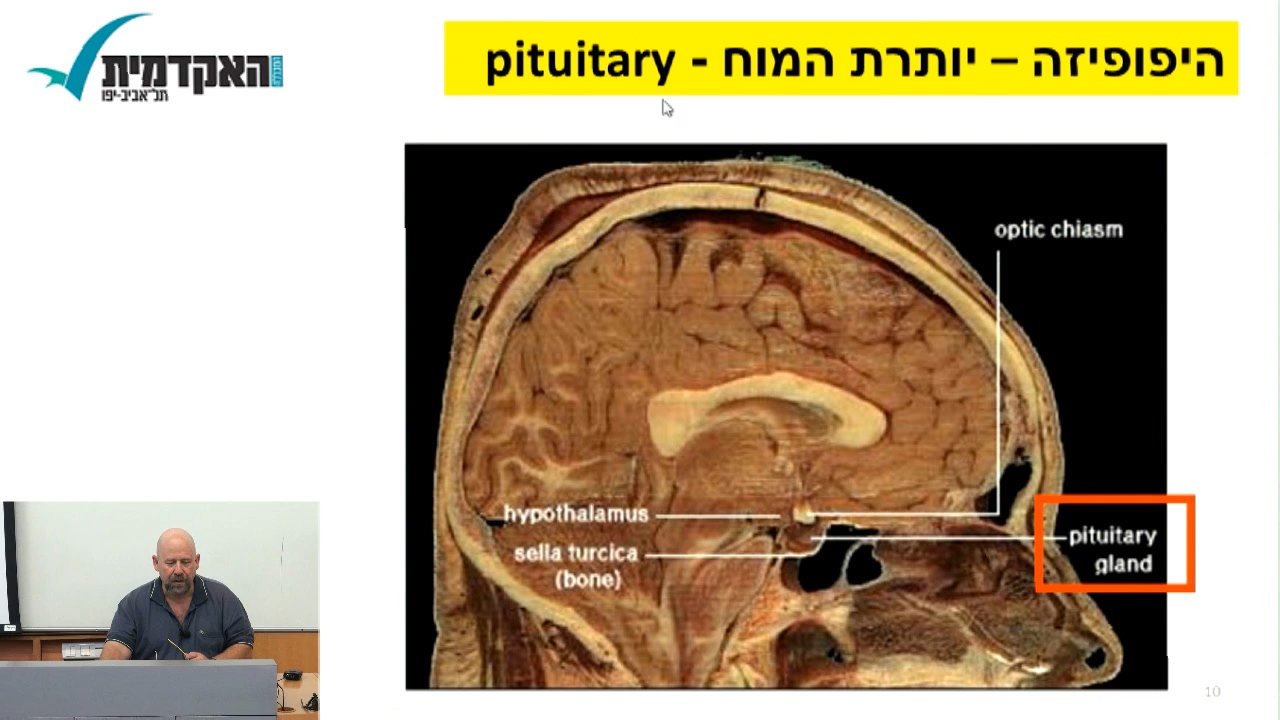 היפופיזה – יותרת המוח - pituitary
האקדמית
תל־אביב-יפו
optic chiasm
hypothalamus
sella turcica
(bone)
pituitary
gland
10